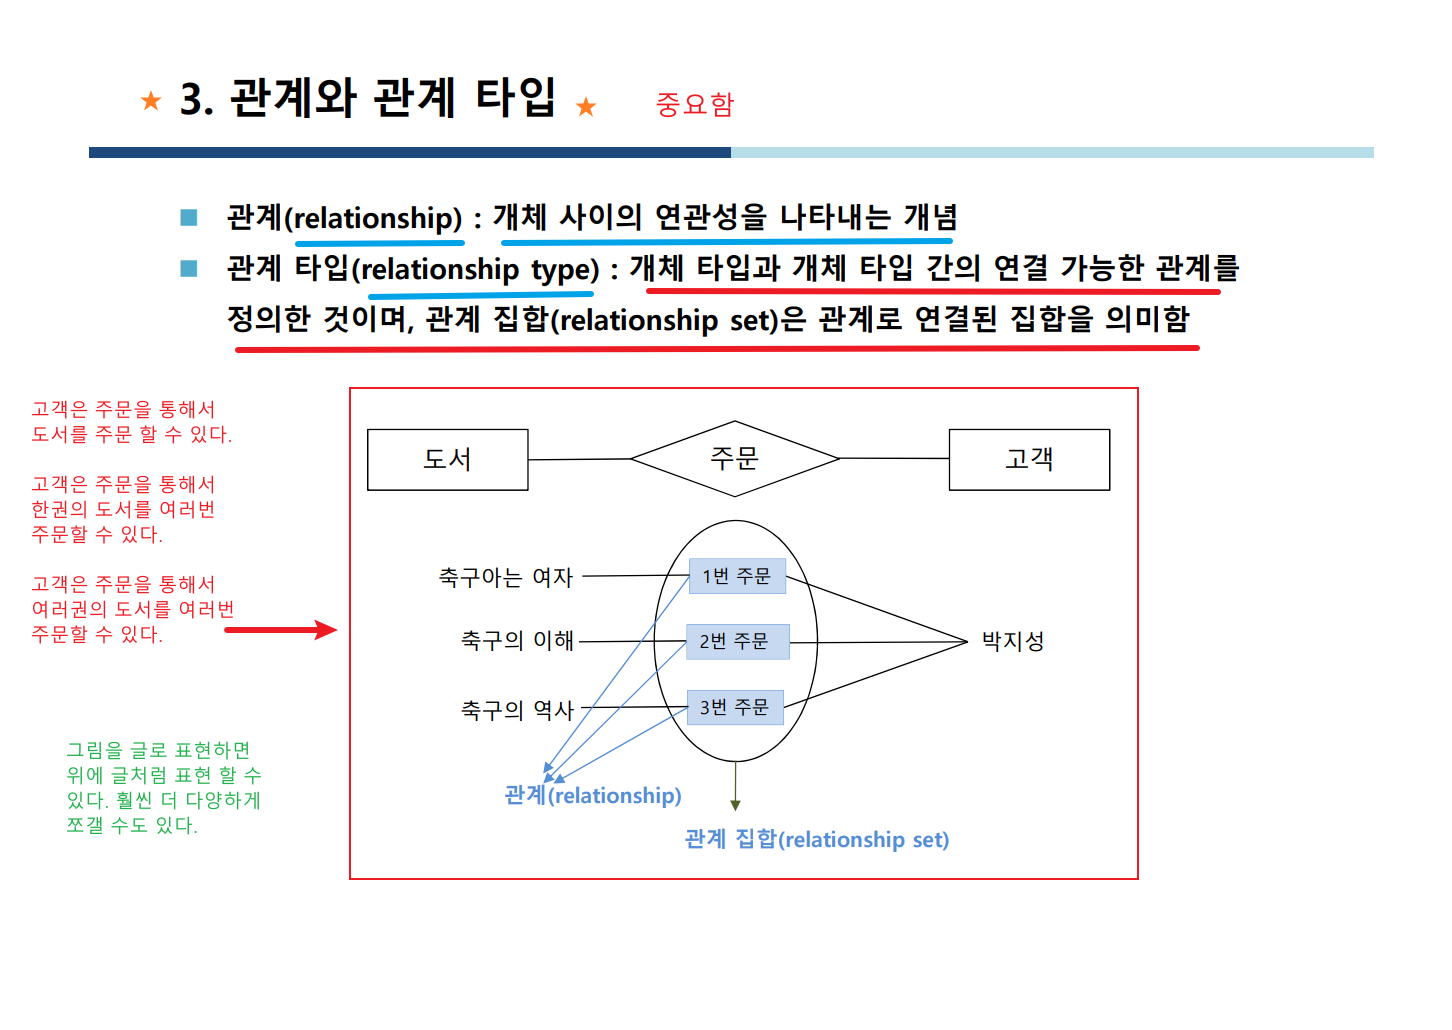 3. 관계와 관계 타입
중요함
관계(relationship) : 개체 사이의 연관성을 나타내는 개념
관계 타입(relationship type) : 개체 타입과 개체 타입 간의 연결 가능한 관계를
정의한 것이며, 관계 집합(relationship set)은 관계로 연결된 집합을 의미함
고객은 주문을 통해서
도서를 주문 할 수 있다.
고객은 주문을 통해서
한권의 도서를 여러번
주문할 수 있다.
고객은 주문을 통해서
여러권의 도서를 여러번
주문할 수 있다.
그림을 글로 표현하면
위에 글처럼 표현 할 수
있다. 훨씬 더 다양하게
쪼갤 수도 있다.
도서
주문
고객
축구아는 여자
1번 주문
축구의 이해
2번 주문
박지성
축구의 역사
3번 주문
관계(relationship)
관계 집합(relationship set)